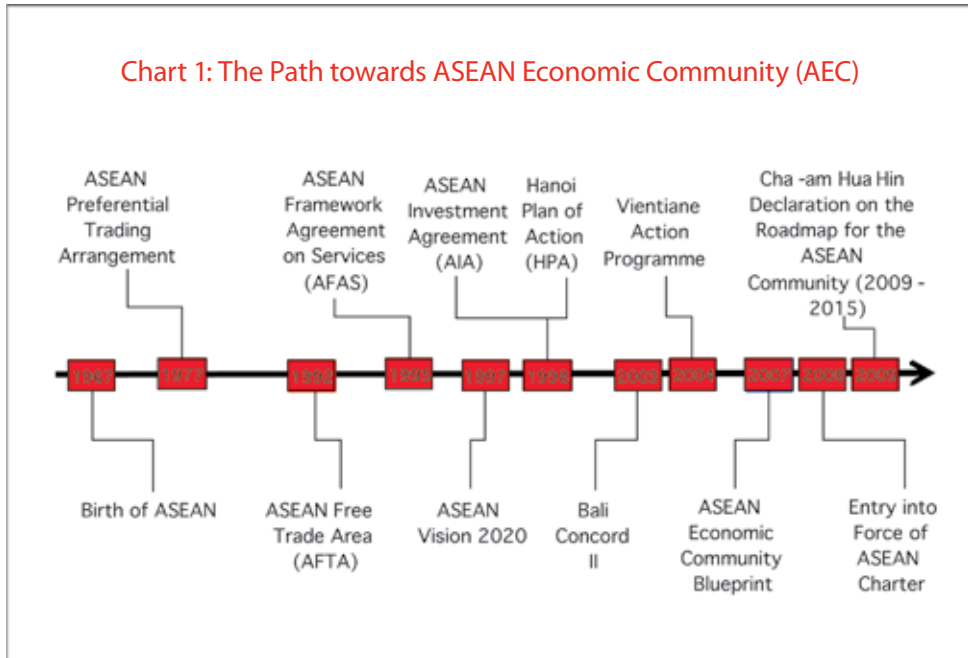 Chart 1: The Path towards ASEAN Economic Community (AEC)
ASEAN
Preferential
Trading
Arrangement
ASEAN
Framework
Agreement
on Services
(AFAS)
ASEAN
Investment
Agreement
(AIA)
Hanoi
Plan of
Action
(HPA)
Vientiane
Action
Programme
Cha -am Hua Hin
Declaration on the
Roadmap for the
ASEAN
Community (2009 -
2015)
1967
1977
1992
1995
1997
1998
2003
2004
2007
2008
2009
Birth of ASEAN
ASEAN Free
Trade Area
(AFTA)
ASEAN
Vision 2020
Bali
Concord
II
ASEAN
Economic
Community
Blueprint
Entry into
Force of
ASEAN
Charter